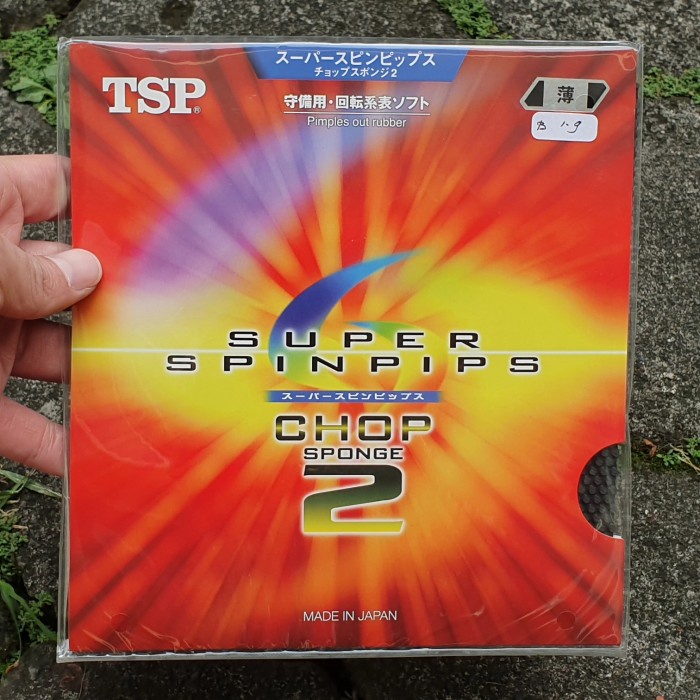 スーパースピンピップス
チョップスポンジ2
TSP®
守備用・回転系表ソフト
Pimples out rubber
薄
B 1.9
SUPER
SPINPIPS
スーパースピンピップス
CHOP
SPONGE
2
MADE IN JAPAN